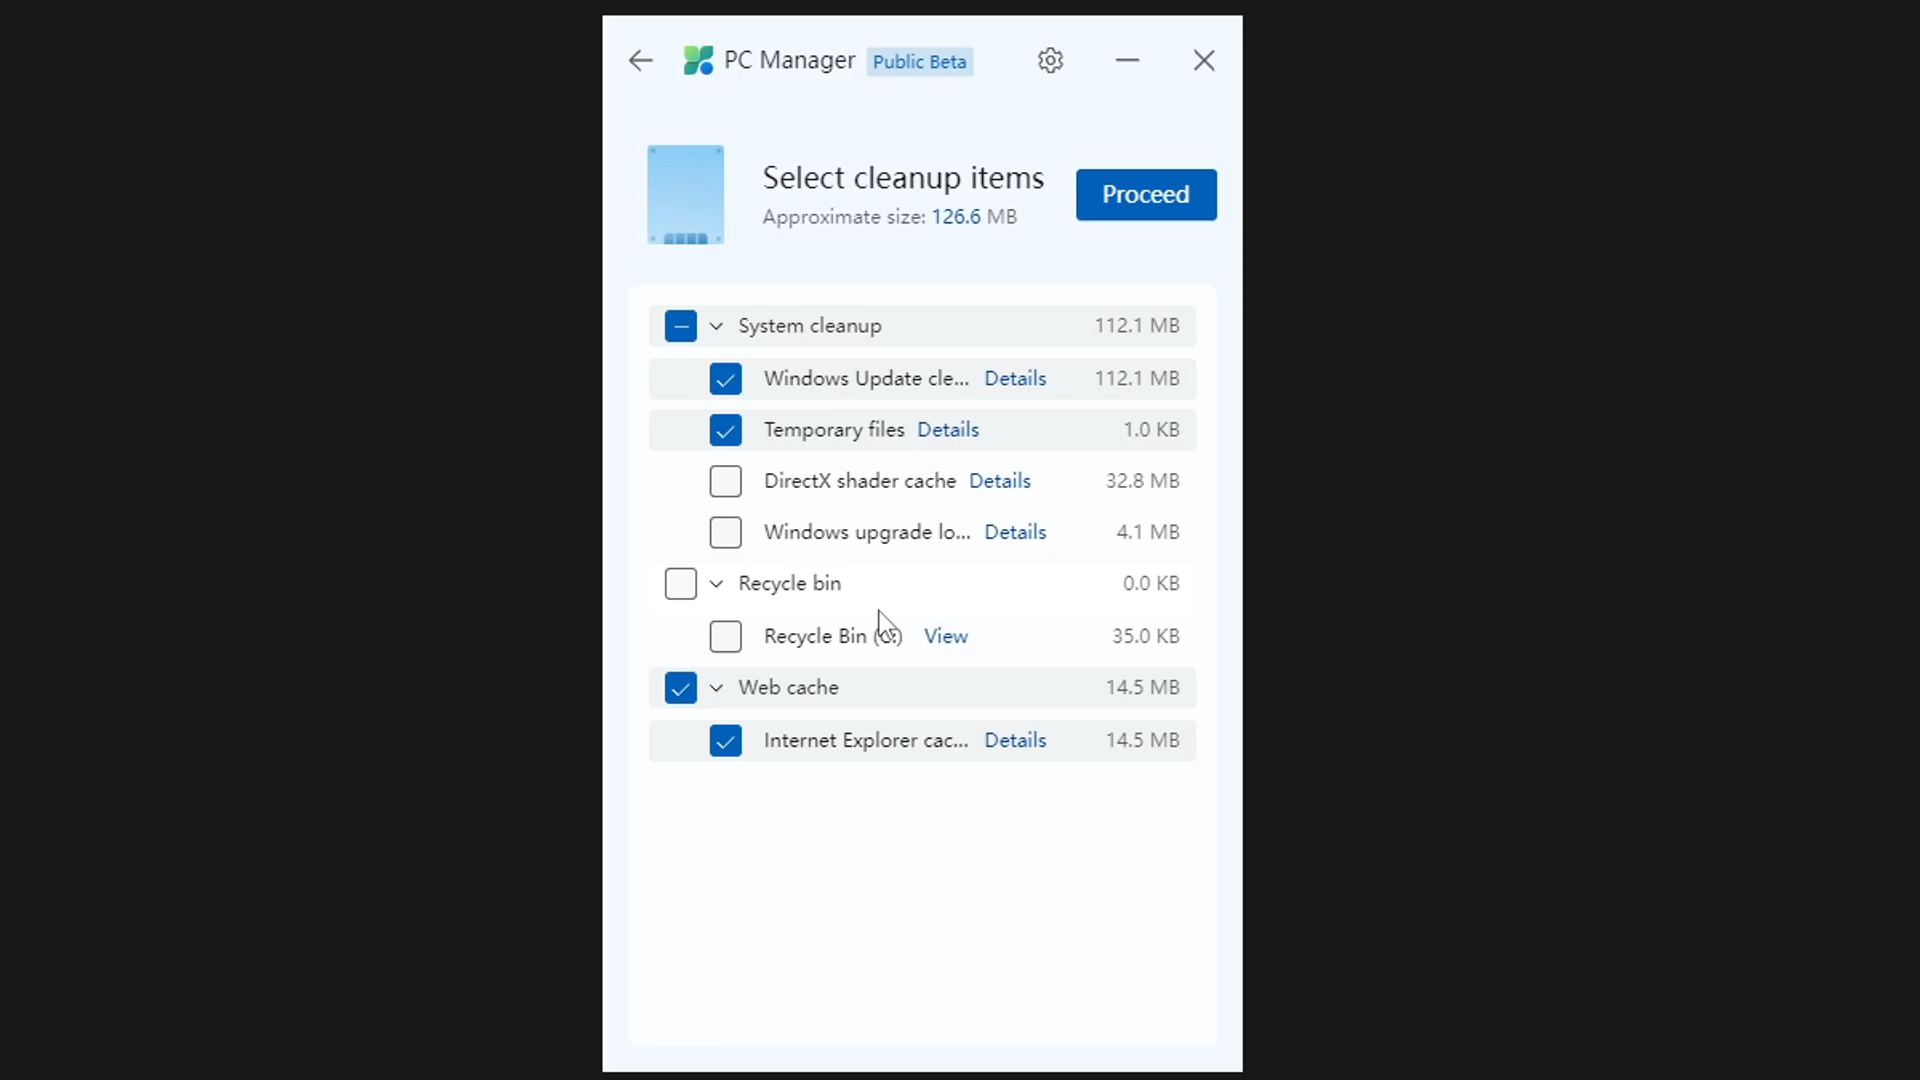 PC Manager Public Beta
Select cleanup items
Proceed
Approximate size: 126.6 MB
System cleanup 112.1 MB
Windows Update cle... Details 112.1 MB
Temporary files Details 1.0 KB
DirectX shader cache Details 32.8 MB
Windows upgrade lo... Details 4.1 MB
Recycle bin 0.0 KB
Recycle Bin View 35.0 KB
Web cache 14.5 MB
Internet Explorer cac... Details 14.5 MB